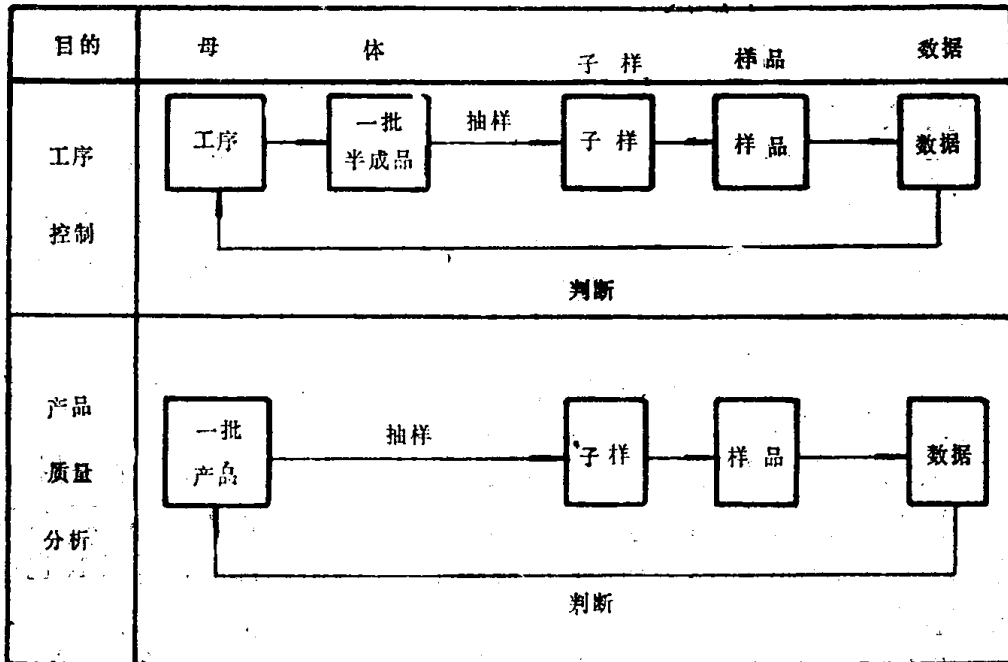 目的 母 体 子样 样品 数据
工序
控制
工序
一批
半成品
抽样
子样
样品
数据
判断
产品
质量
分析
一批
产品
抽样
子样
样品
数据
判断